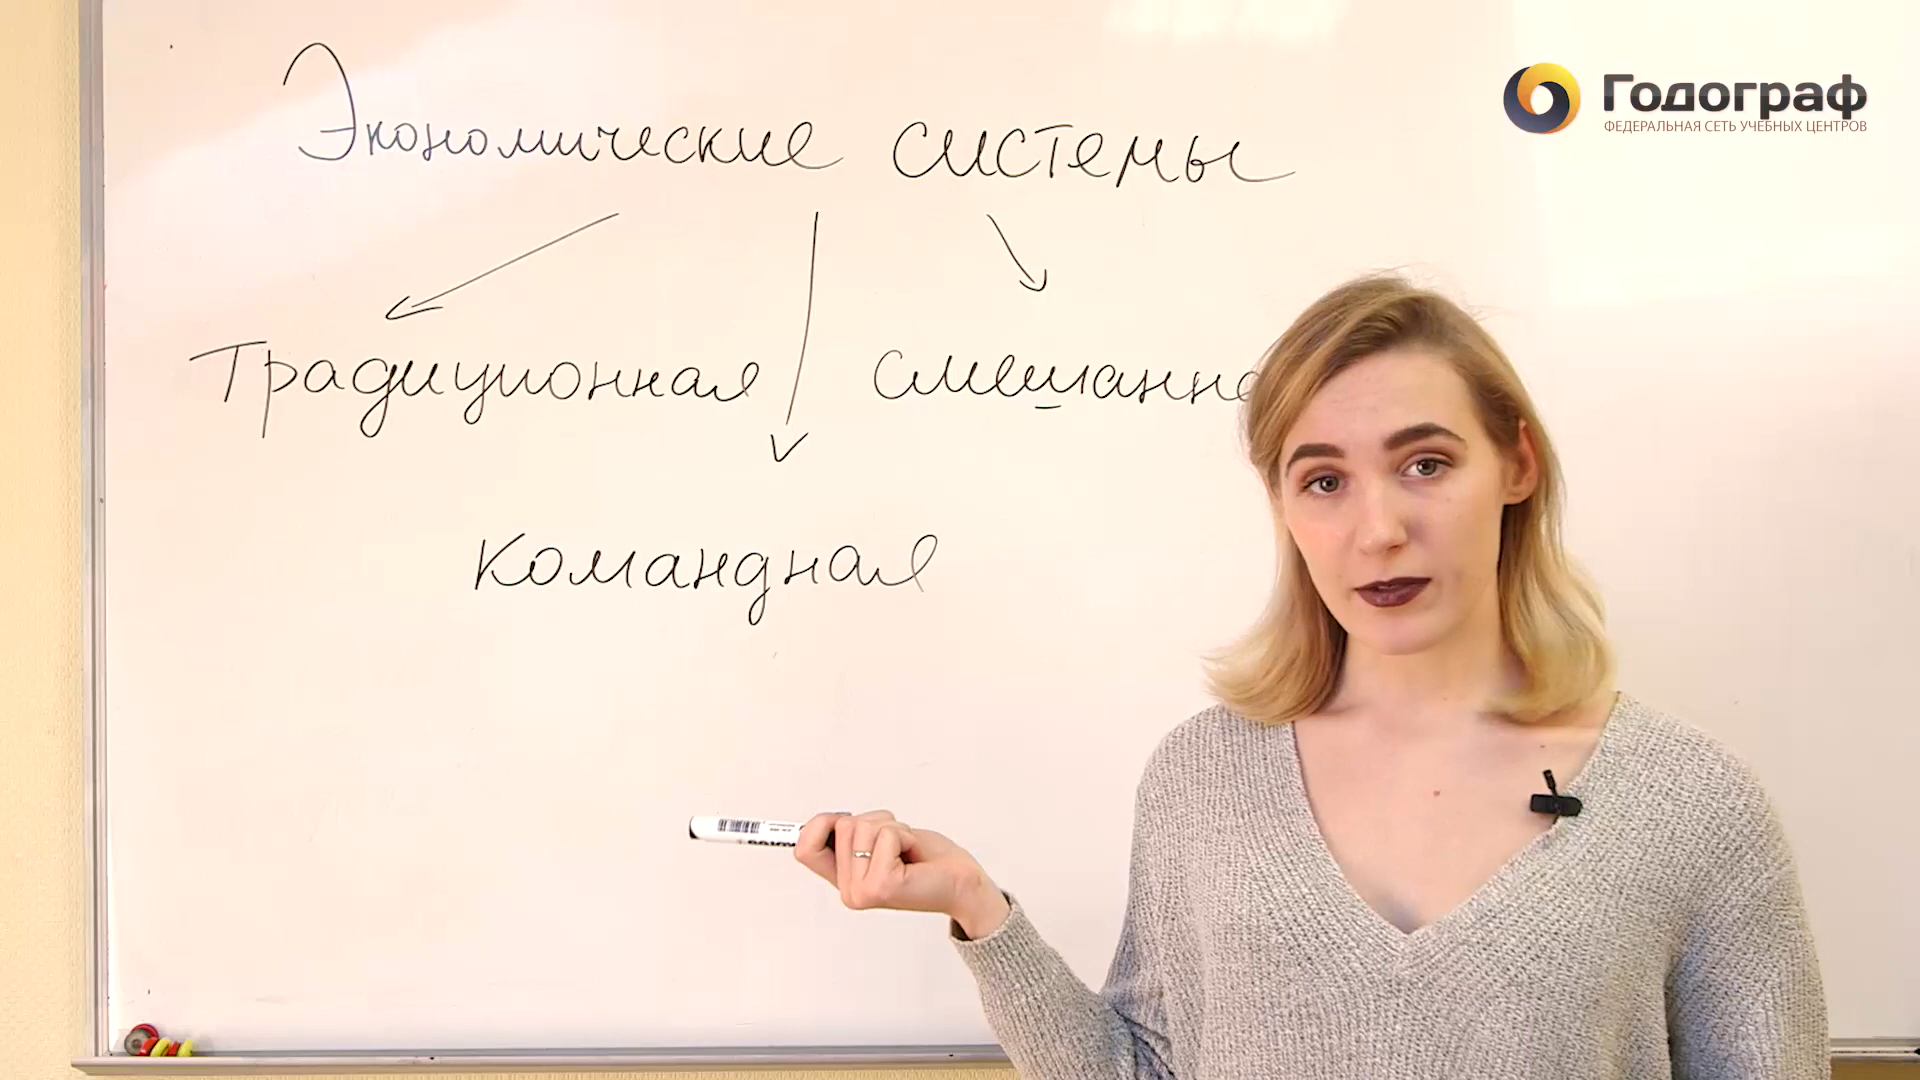 Экономические системы
Годограф
ФЕДЕРАЛЬНАЯ СЕТЬ УЧЕБНЫХ ЦЕНТРОВ
Традиционная смешанна
командная